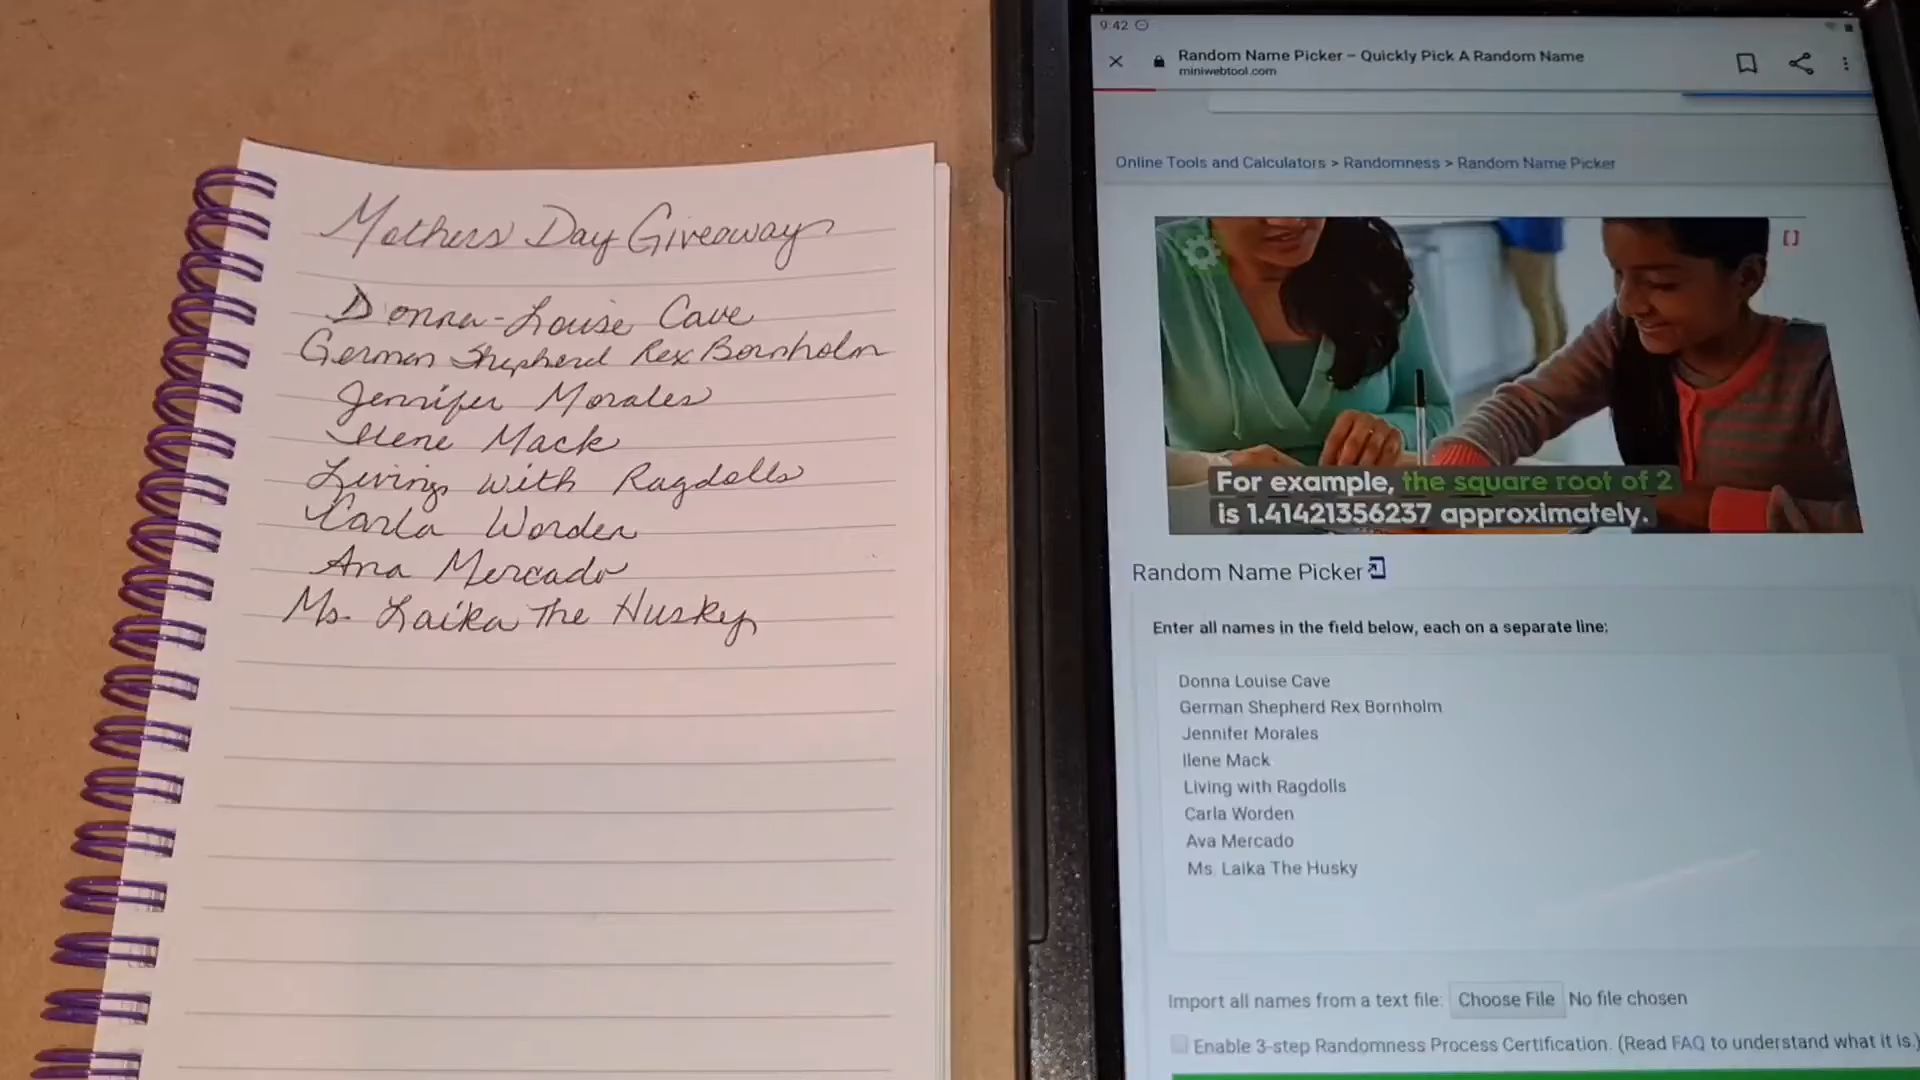 Mothers Day Giveaway
Donna-Louise Cave
German Shepherd Rex Bornholm
Jennifer Morales
Ilene Mack
Living with Ragdolls
Carla Worden
Ana Mercado
Ms. Laika The Husky
9:42
Random Name Picker – Quickly Pick A Random Name
miniwebtool.com
Online Tools and Calculators > Randomness > Random Name Picker
For example, the square root of 2
is 1.41421356237 approximately.
Random Name Picker
Enter all names in the field below, each on a separate line:
Donna Louise Cave
German Shepherd Rex Bornholm
Jennifer Morales
Ilene Mack
Living with Ragdolls
Carla Worden
Ava Mercado
Ms. Laika The Husky
Import all names from a text file: Choose File No file chosen
Enable 3-step Randomness Process Certification. (Read FAQ to understand what it is.)